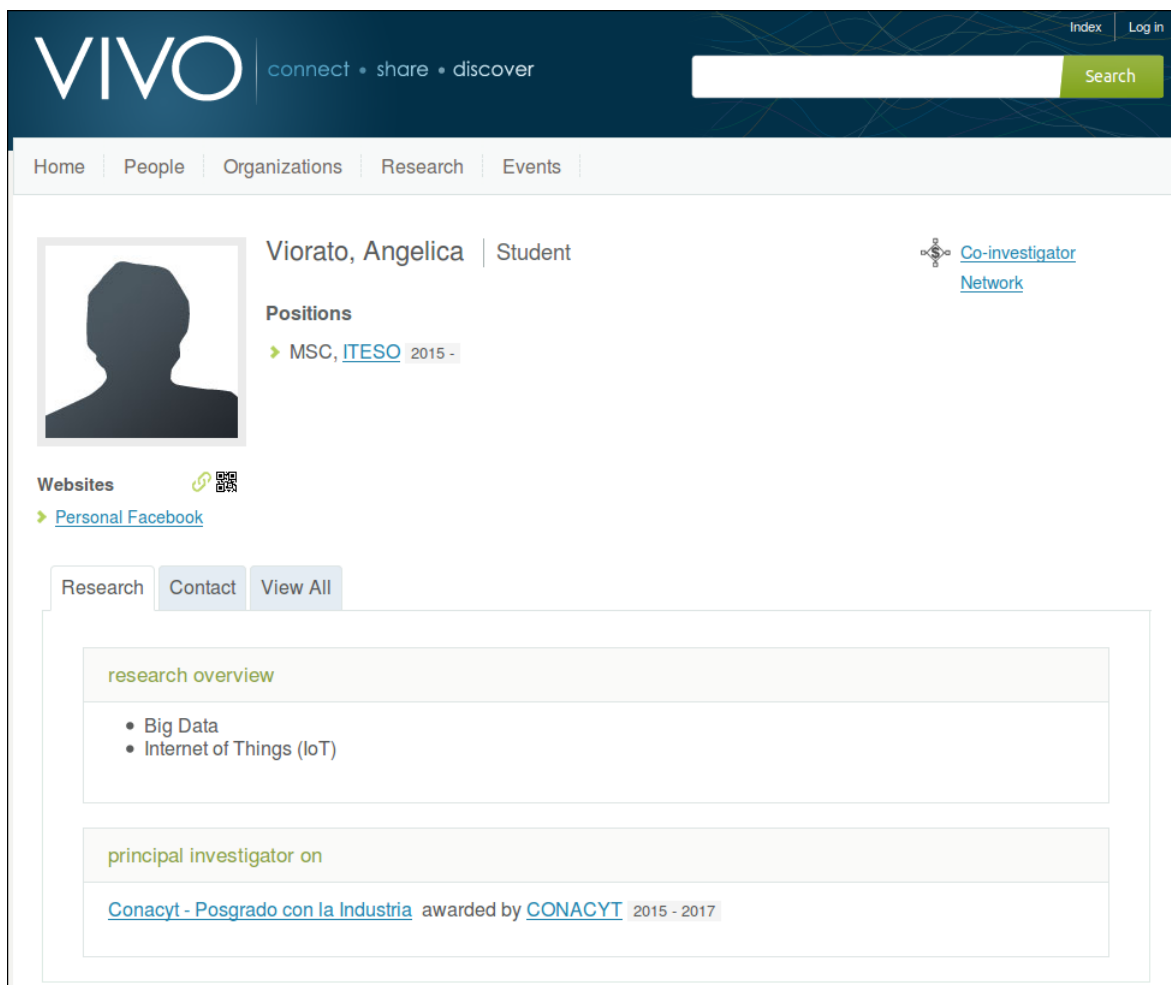 Index Log in
VIVO connect • share • discover
Search
Home People Organizations Research Events
Viorato, Angelica Student
Co-investigator
Network
Positions
MSC, ITESO 2015 -
Websites
Personal Facebook
Research Contact View All
research overview
• Big Data
• Internet of Things (IoT)
principal investigator on
Conacyt - Posgrado con la Industria awarded by CONACYT 2015 - 2017